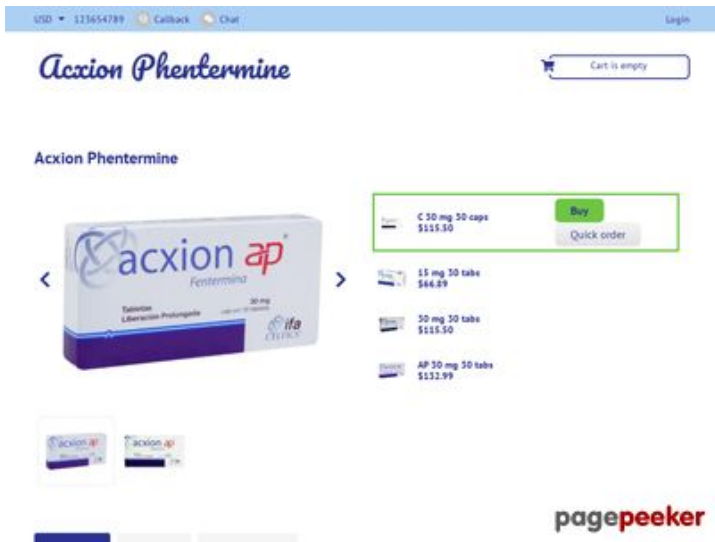 USD 123654789 Callback Chat Login
Acxion Phentermine
Cart is empty
Acxion Phentermine
acxion ap
Fentermina
Tabletas
Liberación Prolongada
30 mg
ifa
CELTICS
C 30 mg 30 caps
$115.50
Buy
Quick order
15 mg 30 tabs
$66.89
30 mg 30 tabs
$115.50
AP 30 mg 30 tabs
$132.99
acxion ap
acxion ap
pagepeeker